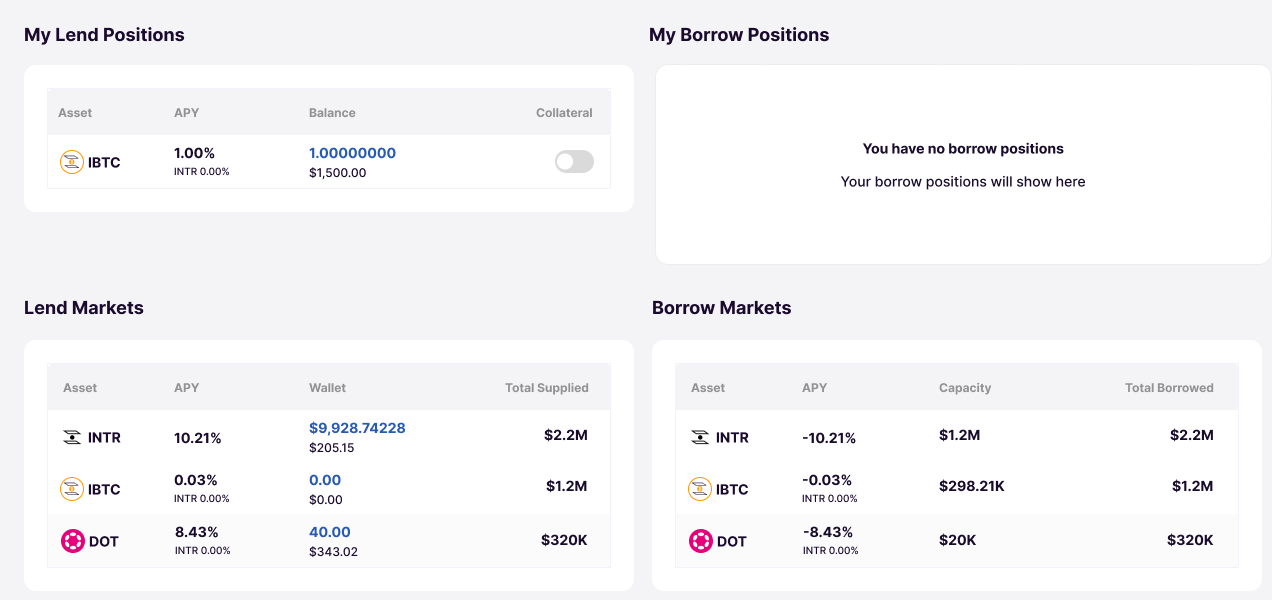 My Lend Positions
Asset APY Balance Collateral
IBTC 1.00% 1.00000000
INTR 0.00% $1,500.00
My Borrow Positions
You have no borrow positions
Your borrow positions will show here
Lend Markets
Asset APY Wallet Total Supplied
INTR 10.21% $9,928.74228 $2.2M
$205.15
IBTC 0.03% 0.00 $1.2M
INTR 0.00% $0.00
DOT 8.43% 40.00 $320K
INTR 0.00% $343.02
Borrow Markets
Asset APY Capacity Total Borrowed
INTR -10.21% $1.2M $2.2M
IBTC -0.03% $298.21K $1.2M
INTR 0.00%
DOT -8.43% $20K $320K
INTR 0.00%